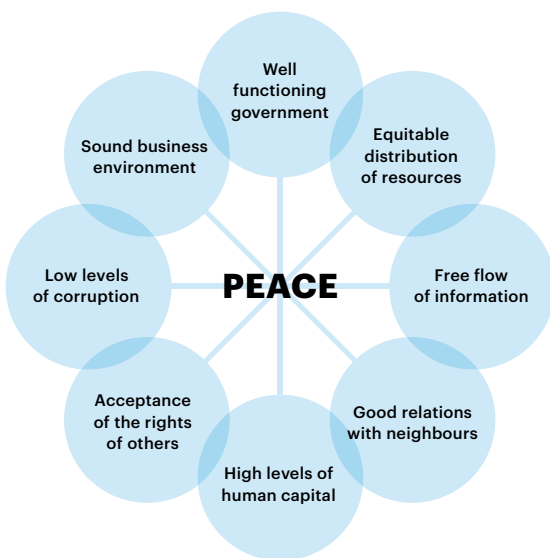 Well
functioning
government
Equitable
distribution
of resources
Sound business
environment
Free flow
of information
Low levels
of corruption
PEACE
Good relations
with neighbours
Acceptance
of the rights
of others
High levels of
human capital